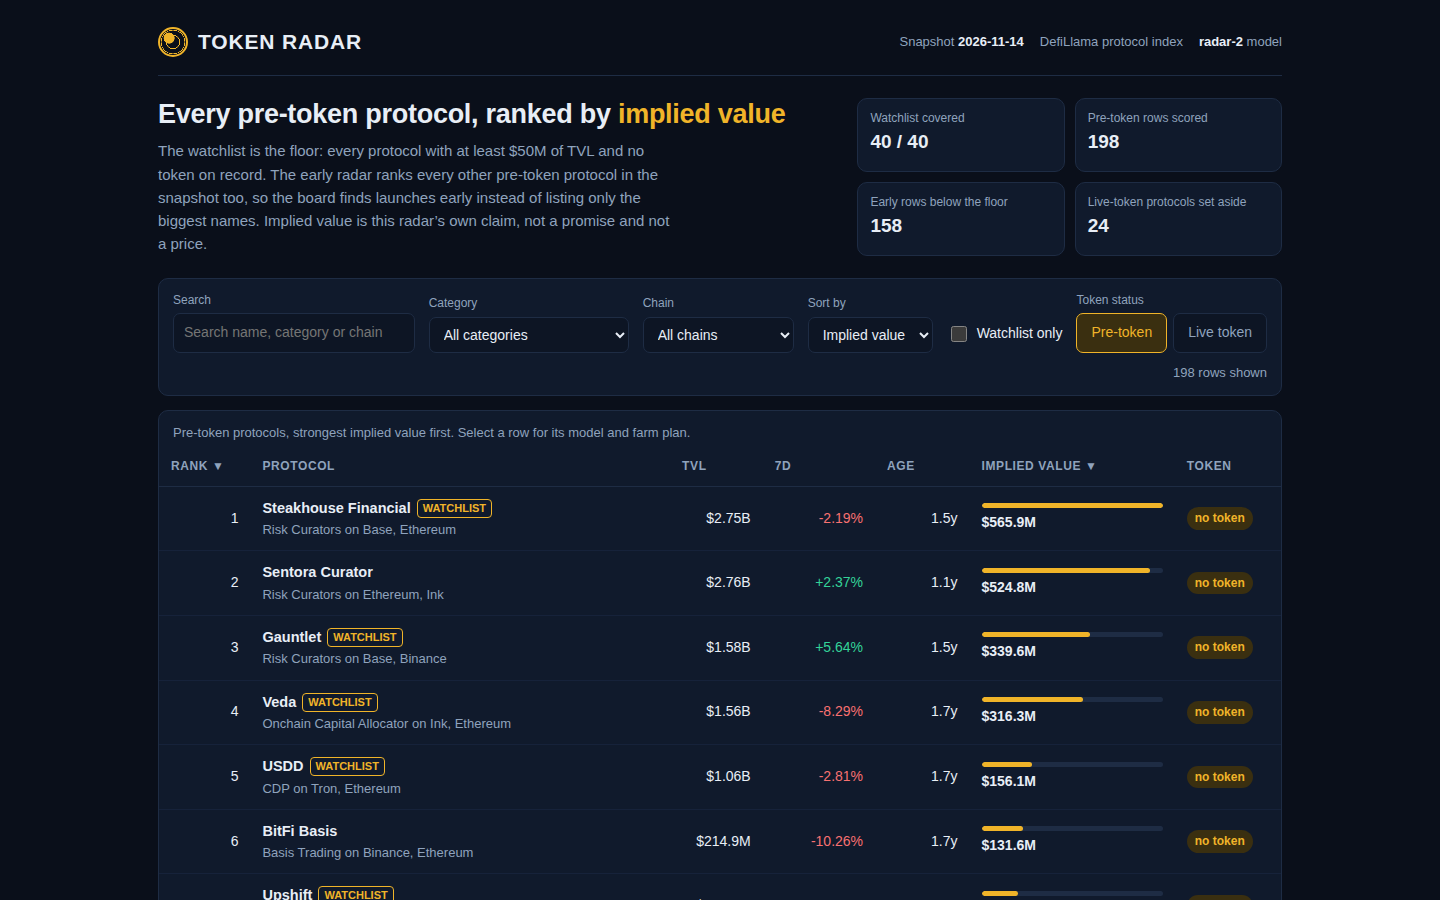 TOKEN RADAR
Snapshot 2026-11-14 DefiLlama protocol index radar-2 model
Every pre-token protocol, ranked by implied value
The watchlist is the floor: every protocol with at least $50M of TVL and no
token on record. The early radar ranks every other pre-token protocol in the
snapshot too, so the board finds launches early instead of listing only the
biggest names. Implied value is this radar’s own claim, not a promise and not
a price.
Watchlist covered
40 / 40
Pre-token rows scored
198
Early rows below the floor
158
Live-token protocols set aside
24
Search
Search name, category or chain
Category
All categories
Chain
All chains
Sort by
Implied value
Watchlist only
Token status
Pre-token Live token
198 rows shown
Pre-token protocols, strongest implied value first. Select a row for its model and farm plan.
RANK ▼ PROTOCOL TVL 7D AGE IMPLIED VALUE ▼ TOKEN
1 Steakhouse Financial WATCHLIST $2.75B -2.19% 1.5y $565.9M no token
Risk Curators on Base, Ethereum
2 Sentora Curator $2.76B +2.37% 1.1y $524.8M no token
Risk Curators on Ethereum, Ink
3 Gauntlet WATCHLIST $1.58B +5.64% 1.5y $339.6M no token
Risk Curators on Base, Binance
4 Veda WATCHLIST $1.56B -8.29% 1.7y $316.3M no token
Onchain Capital Allocator on Ink, Ethereum
5 USDD WATCHLIST $1.06B -2.81% 1.7y $156.1M no token
CDP on Tron, Ethereum
6 BitFi Basis $214.9M -10.26% 1.7y $131.6M no token
Basis Trading on Binance, Ethereum
Upshift WATCHLIST